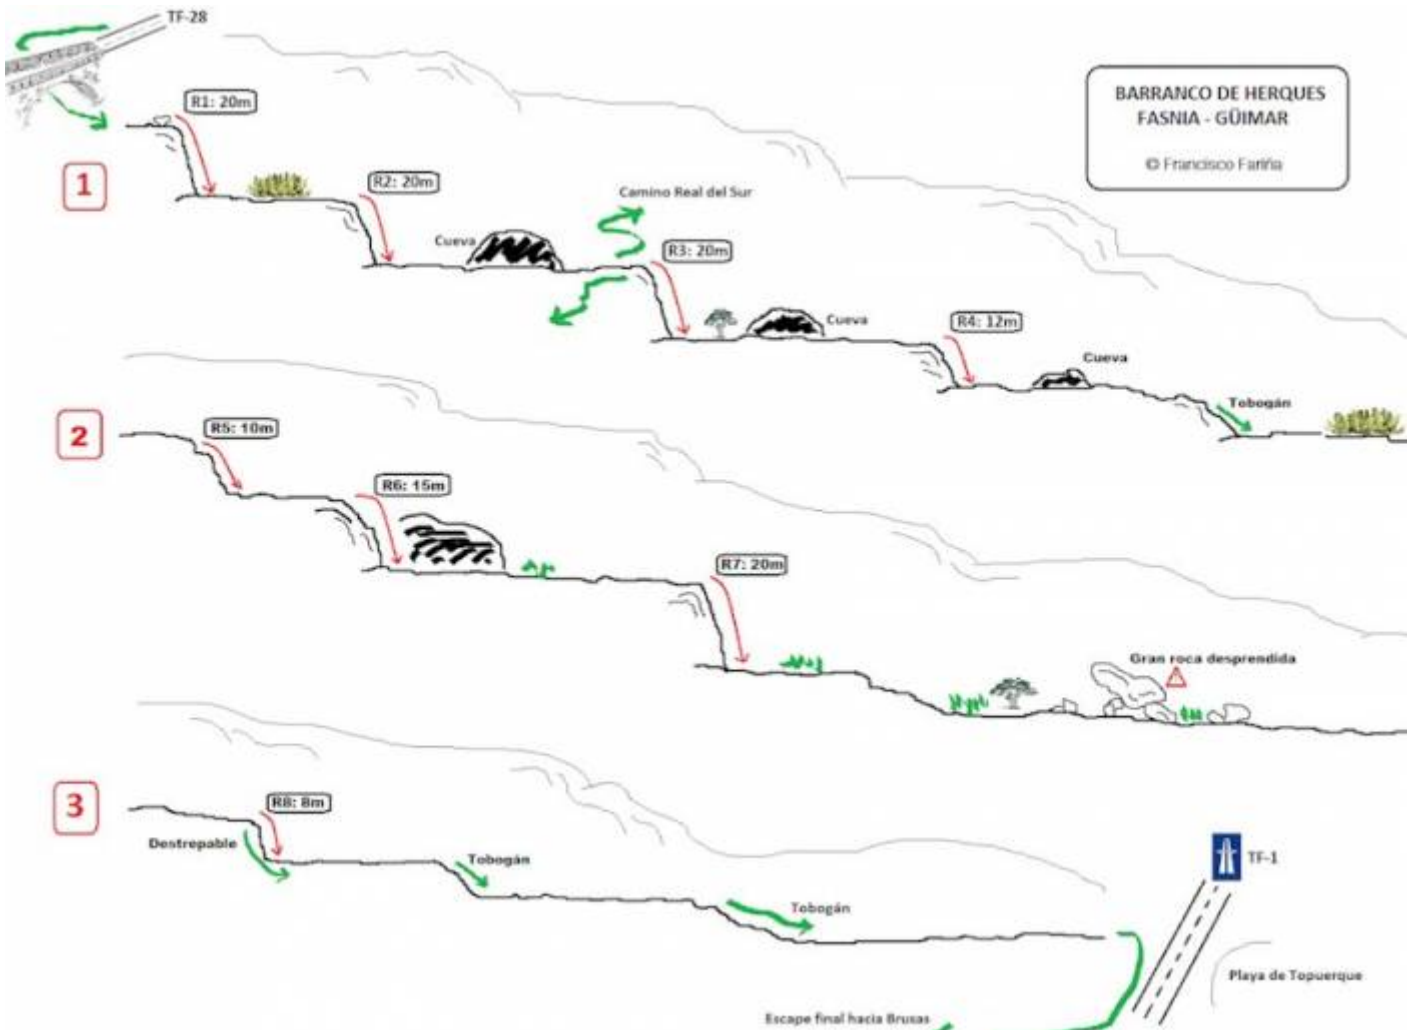 TF-28
BARRANCO DE HERQUES
FASNIA - GÜIMAR
© Francisco Fariña
R1: 20m
1
R2: 20m
Camino Real del Sur
Cueva
R3: 20m
Cueva
R4: 12m
Cueva
Tobogán
2
R5: 10m
R6: 15m
R7: 20m
Gran roca desprendida
3
R8: 8m
Destrepable
Tobogán
TF-1
Tobogán
Playa de Topuerque
Escape final hacia Brusas